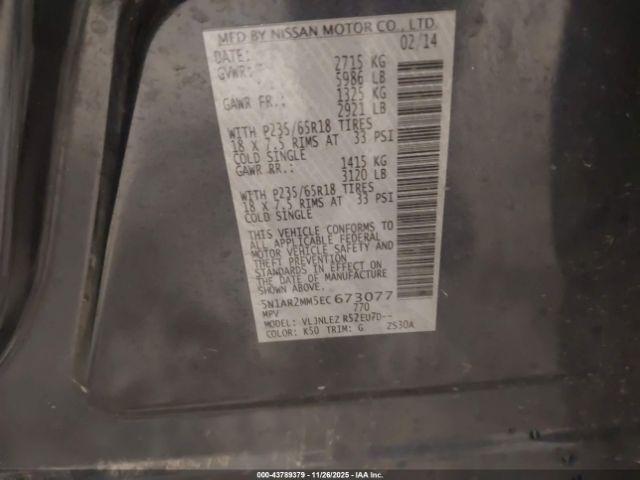 MFD BY NISSAN MOTOR CO., LTD.
DATE: 02/14
GVWR: 2715 KG
5986 LB
GAWR FR.: 1325 KG
2921 LB
WITH P235/65R18 TIRES
18 X 7.5 RIMS AT 33 PSI
COLD SINGLE
GAWR RR.: 1415 KG
3120 LB
WITH P235/65R18 TIRES
18 X 7.5 RIMS AT 33 PSI
COLD SINGLE
THIS VEHICLE CONFORMS TO
ALL APPLICABLE FEDERAL
MOTOR VEHICLE SAFETY AND
THEFT PREVENTION
STANDARDS IN EFFECT ON
THE DATE OF MANUFACTURE
SHOWN ABOVE.
5N1AR2MM5EC673077
MPV 770
MODEL: VLJNLEZ R52EU7D--
COLOR: K50 TRIM: G ZS30A
000-43789379 | 11/26/2025 - IAA Inc.